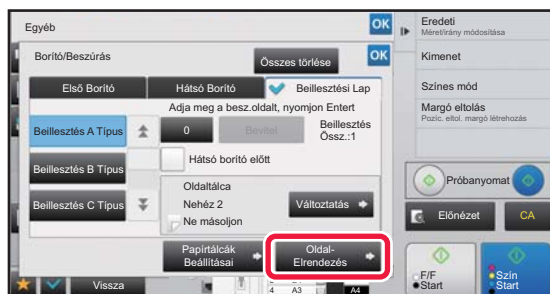 Egyéb
OK
Borító/Beszúrás
Összes törlése
OK
Első Borító
Hátsó Borító
Beillesztési Lap
Adja meg a besz.oldalt, nyomjon Entert
Beillesztés A Típus
0
Bevitel
Beillesztés
Össz.:1
Beillesztés B Típus
Hátsó borító előtt
Beillesztés C Típus
Oldaltálca
Nehéz 2
Ne másoljon
Változtatás
Papírtálcák
Beállításai
Oldal-
Elrendezés
Vissza
4 A3
A4
Eredeti
Méret/irány módosítása
Kimenet
Színes mód
Margó eltolás
Pozíc. eltol. margó létrehozás
Próbanyomat
Előnézet
CA
F/F
Start
Szín
Start